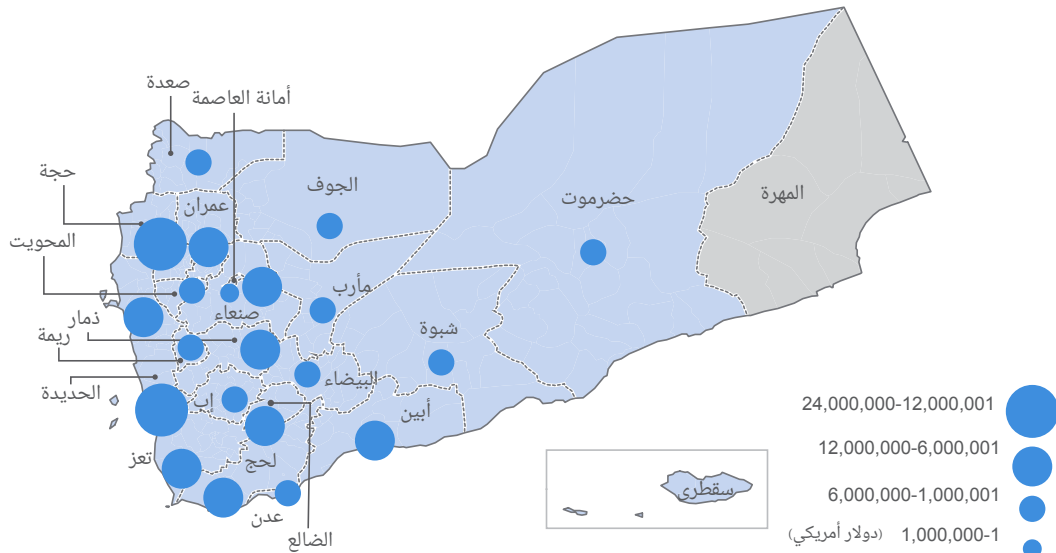 صعدة
أمانة العاصمة
حجة
الجوف
عمران
حضرموت
المهرة
المحويت
مأرب
صنعاء
ذمار
ريمة
شبوة
الحديدة
البيضاء
إب
أبين
تعز
لحج
عدن
الضالع
سقطرى
24,000,000-12,000,001
12,000,000-6,000,001
6,000,000-1,000,001
1,000,000-1 (دولار أمريكي)